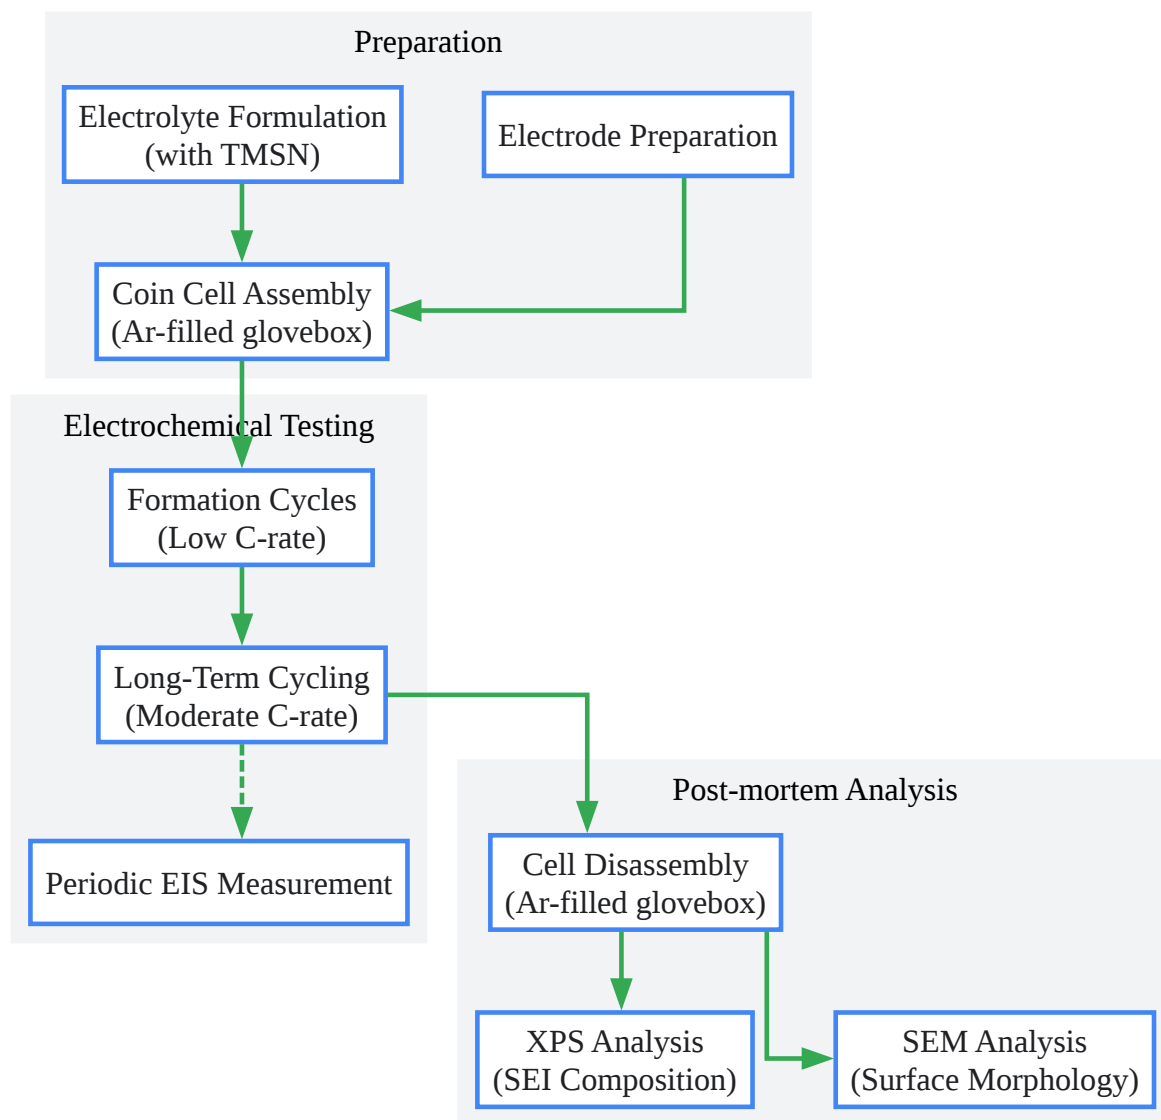 Preparation
Electrolyte Formulation
(with TMSN)
Electrode Preparation
Coin Cell Assembly
(Ar-filled glovebox)
Electrochemical Testing
Formation Cycles
(Low C-rate)
Long-Term Cycling
(Moderate C-rate)
Periodic EIS Measurement
Post-mortem Analysis
Cell Disassembly
(Ar-filled glovebox)
XPS Analysis
(SEI Composition)
SEM Analysis
(Surface Morphology)